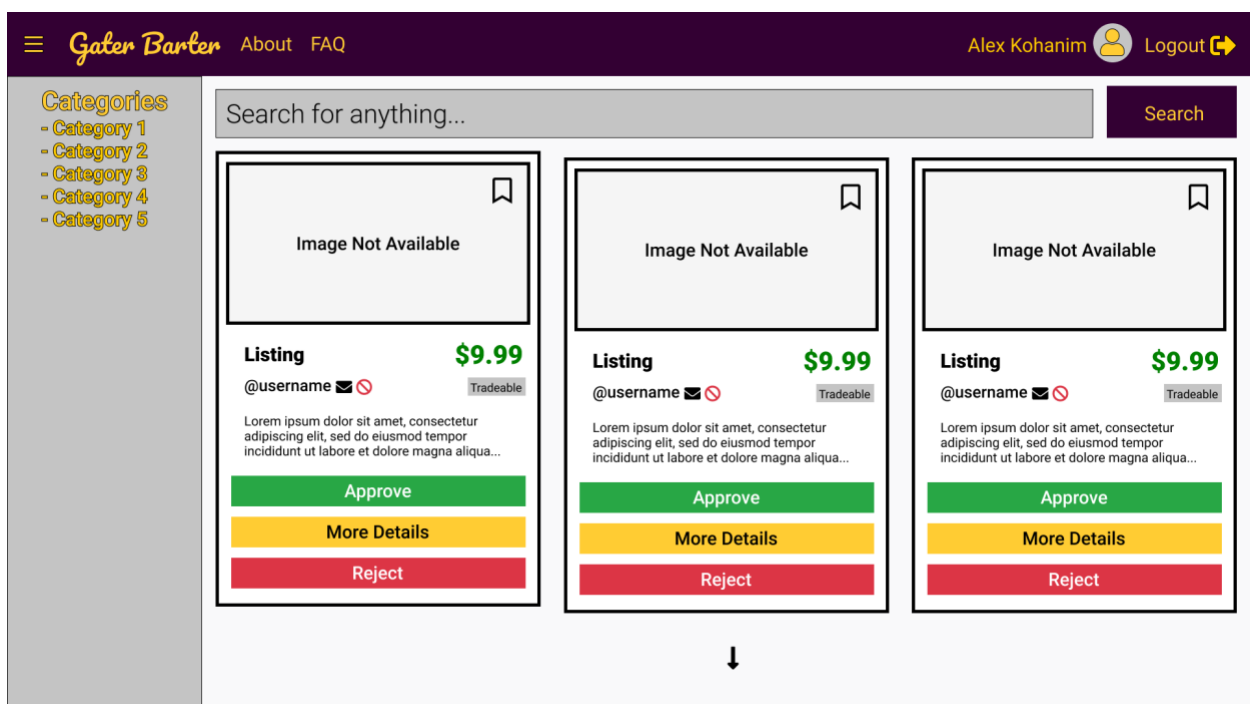 Gater Barter About FAQ Alex Kohanim Logout
Categories
- Category 1
- Category 2
- Category 3
- Category 4
- Category 5
Search for anything... Search
Image Not Available
Listing $9.99
@username Tradeable
Lorem ipsum dolor sit amet, consectetur
adipiscing elit, sed do eiusmod tempor
incididunt ut labore et dolore magna aliqua...
Approve
More Details
Reject
Image Not Available
Listing $9.99
@username Tradeable
Lorem ipsum dolor sit amet, consectetur
adipiscing elit, sed do eiusmod tempor
incididunt ut labore et dolore magna aliqua...
Approve
More Details
Reject
Image Not Available
Listing $9.99
@username Tradeable
Lorem ipsum dolor sit amet, consectetur
adipiscing elit, sed do eiusmod tempor
incididunt ut labore et dolore magna aliqua...
Approve
More Details
Reject